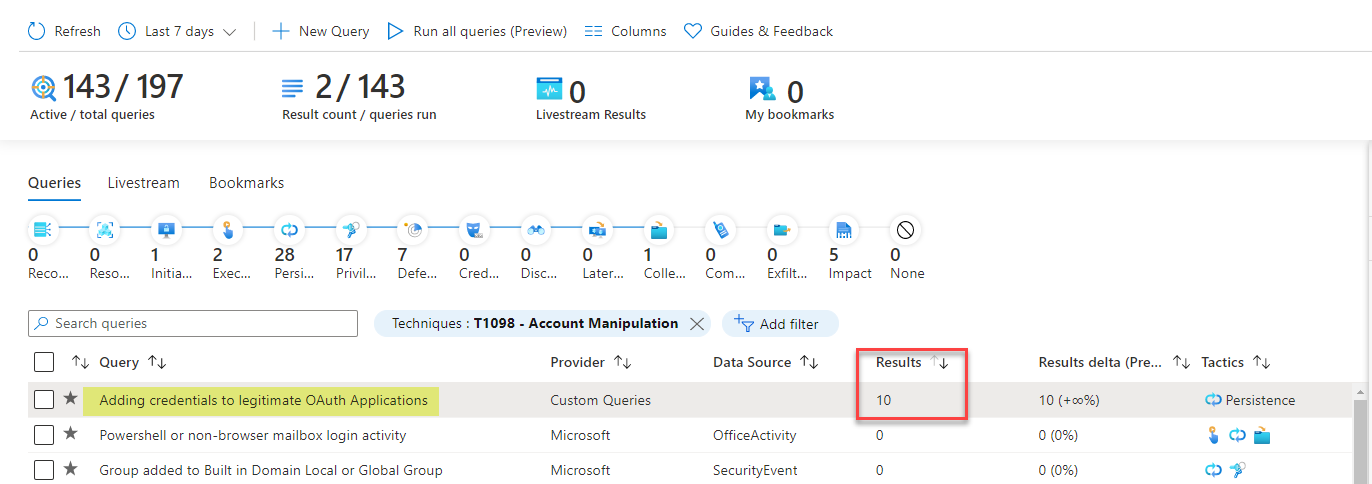 Refresh Last 7 days New Query Run all queries (Preview) Columns Guides & Feedback
143 / 197 2 / 143 0 0
Active / total queries Result count / queries run Livestream Results My bookmarks
Queries Livestream Bookmarks
0 0 1 2 28 17 7 0 0 0 1 0 0 5 0
Reco... Reso... Initia... Exec... Persi... Privil... Defe... Cred... Disc... Later... Colle... Com... Exfilt... Impact None
Search queries Techniques : T1098 - Account Manipulation Add filter
Query Provider Data Source Results Results delta (Pre... Tactics
Adding credentials to legitimate OAuth Applications Custom Queries 10 10 (+∞%) Persistence
Powershell or non-browser mailbox login activity Microsoft OfficeActivity 0 0 (0%)
Group added to Built in Domain Local or Global Group Microsoft SecurityEvent 0 0 (0%)